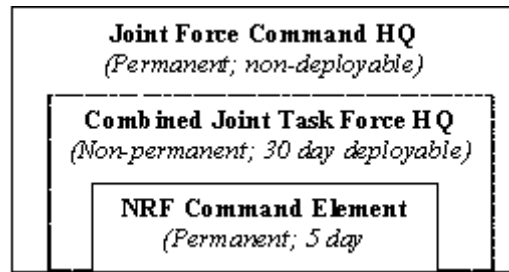 Joint Force Command HQ
(Permanent; non-deployable)
Combined Joint Task Force HQ
(Non-permanent; 30 day deployable)
NRF Command Element
(Permanent; 5 day